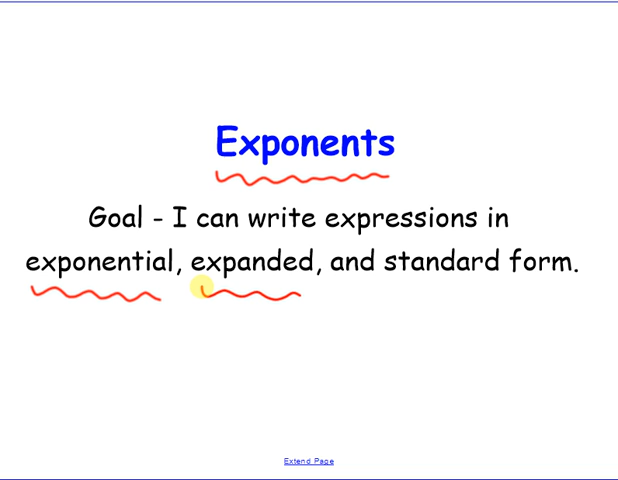 Exponents
Goal - I can write expressions in
exponential, expanded, and standard form.
Extend Page